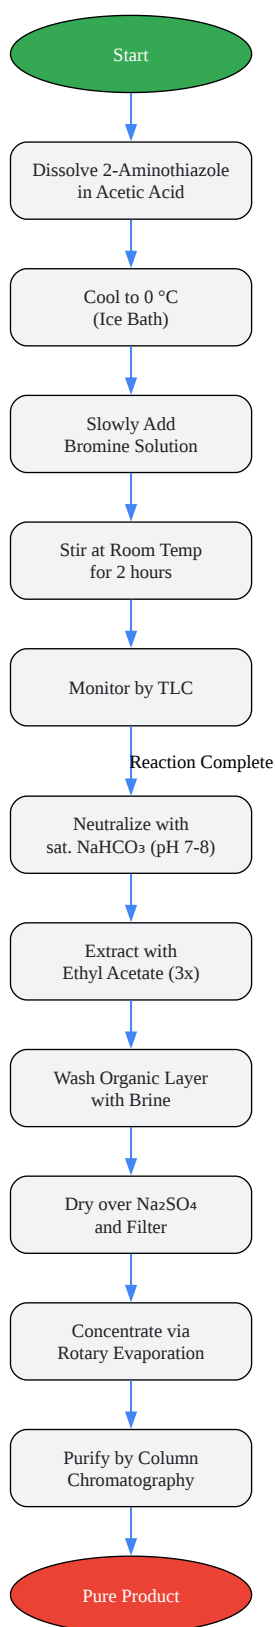 Start
Dissolve 2-Aminothiazole
in Acetic Acid
Cool to 0 °C
(Ice Bath)
Slowly Add
Bromine Solution
Stir at Room Temp
for 2 hours
Monitor by TLC
Reaction Complete
Neutralize with
sat. NaHCO₃ (pH 7-8)
Extract with
Ethyl Acetate (3x)
Wash Organic Layer
with Brine
Dry over Na₂SO₄
and Filter
Concentrate via
Rotary Evaporation
Purify by Column
Chromatography
Pure Product